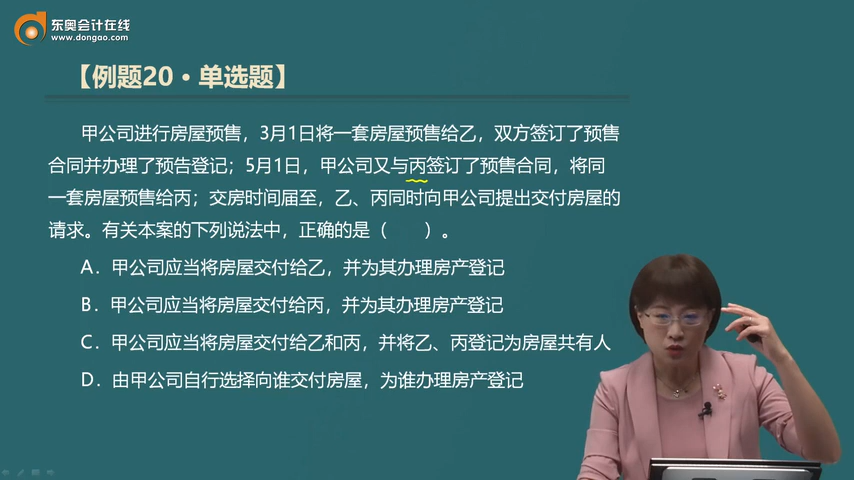 东奥会计在线
www.dongao.com
【例题20·单选题】
甲公司进行房屋预售，3月1日将一套房屋预售给乙，双方签订了预售
合同并办理了预告登记；5月1日，甲公司又与丙签订了预售合同，将同
一套房屋预售给丙；交房时间届至，乙、丙同时向甲公司提出交付房屋的
请求。有关本案的下列说法中，正确的是（　　）。
A．甲公司应当将房屋交付给乙，并为其办理房产登记
B．甲公司应当将房屋交付给丙，并为其办理房产登记
C．甲公司应当将房屋交付给乙和丙，并将乙、丙登记为房屋共有人
D．由甲公司自行选择向谁交付房屋，为谁办理房产登记